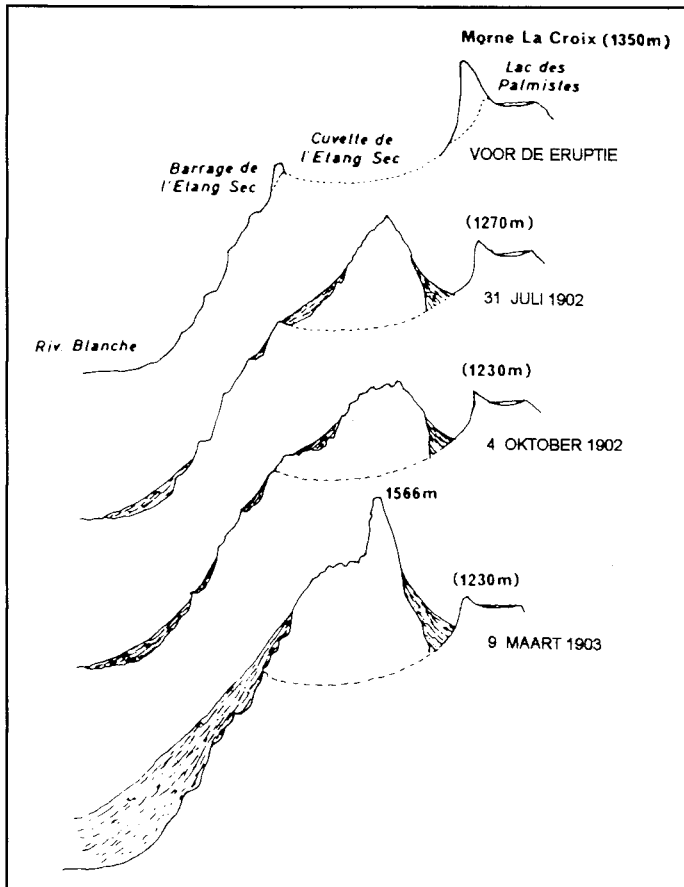 Morne La Croix (1350m)
Lac des
Palmistes
Cuvette de
l'Etang Sec
VOOR DE ERUPTIE
Barrage de
l'Etang Sec
(1270m)
31 JULI 1902
Riv. Blanche
(1230m)
4 OKTOBER 1902
1566m
(1230m)
9 MAART 1903